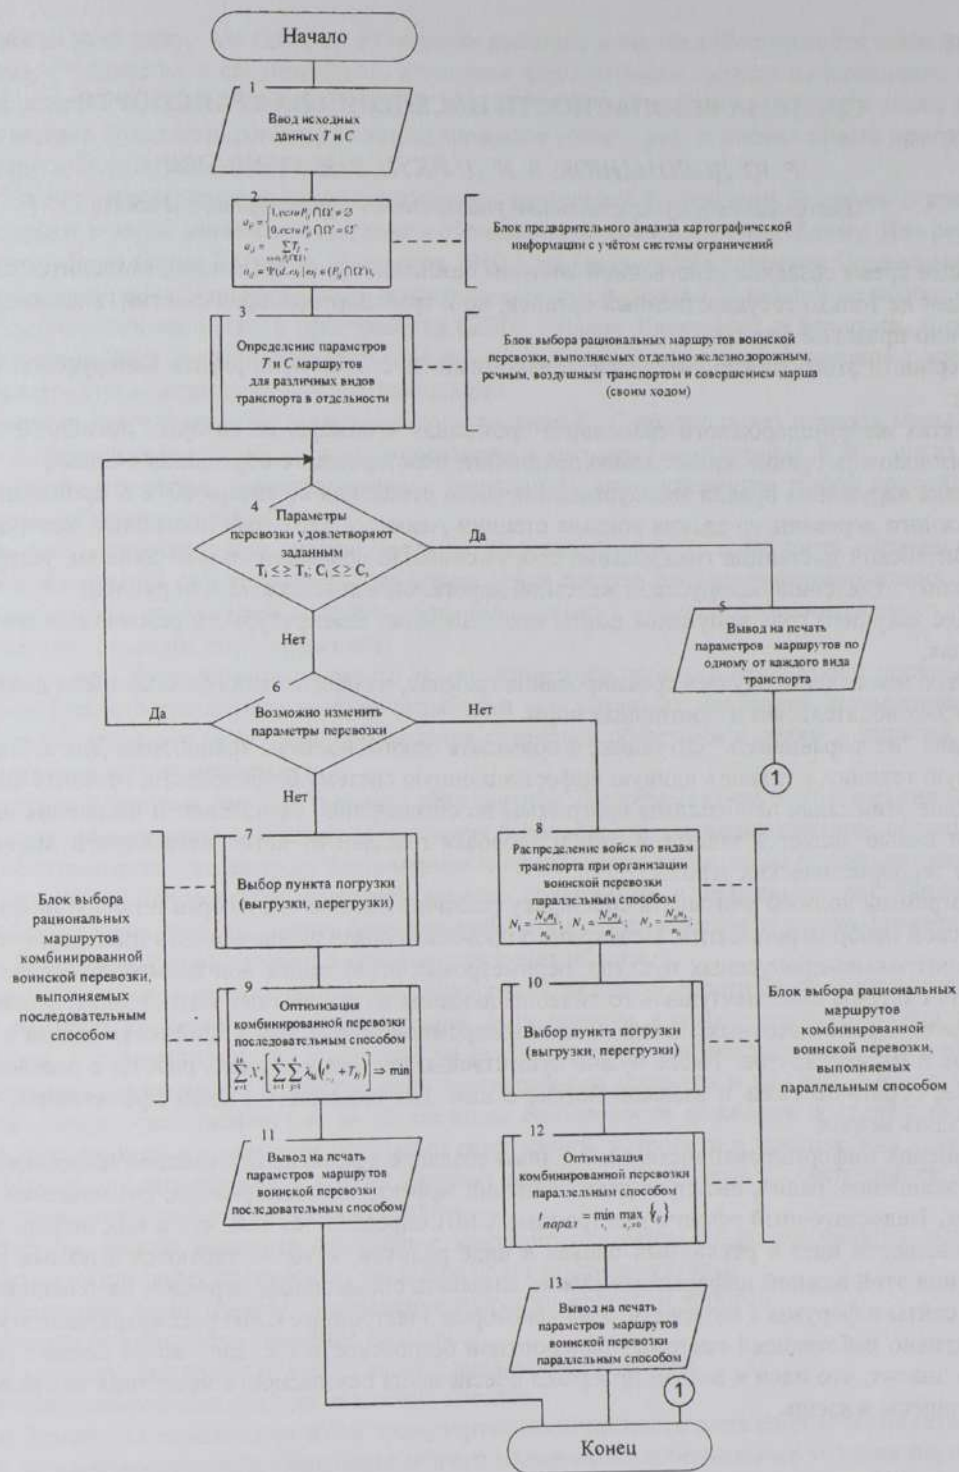 Начало
1
Ввод исходных
данных T и C
2
Блок предварительного анализа картографической
информации с учётом системы ограничений
3
Определение параметров
T и C маршрутов
для различных видов
транспорта в отдельности
Блок выбора рациональных маршрутов воинской
перевозки, выполняемых отдельно железнодорожным,
речным, воздушным транспортом и совершением марша
(своим ходом)
4
Параметры
перевозки удовлетворяют
заданным
Да
Нет
5
Вывод на печать
параметров маршрутов по
одному от каждого вида
транспорта
1
6
Возможно изменить
параметры перевозки
Да
Нет
Нет
7
Выбор пункта погрузки
(выгрузки, перегрузки)
Блок выбора
рациональных
маршрутов
комбинированной
воинской перевозки,
выполняемых
последовательным
способом
8
Распределение войск по видам
транспорта при организации
воинской перевозки
параллельным способом
9
Оптимизация
комбинированной перевозки
последовательным способом
⇒ min
10
Выбор пункта погрузки
(выгрузки, перегрузки)
Блок выбора рациональных
маршрутов
комбинированной
воинской перевозки,
выполняемых
параллельным способом
11
Вывод на печать
параметров маршрутов
воинской перевозки
последовательным способом
12
Оптимизация
комбинированной перевозки
параллельным способом
t парал = min max
13
Вывод на печать
параметров маршрутов
воинской перевозки
параллельным способом
1
Конец